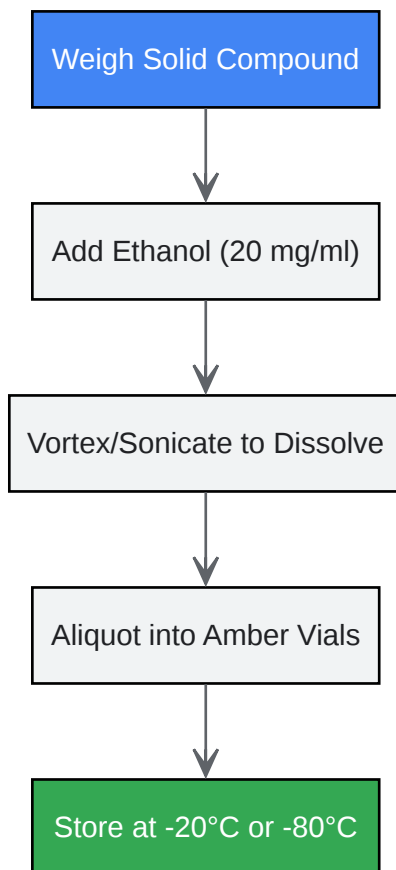 Weigh Solid Compound
Add Ethanol (20 mg/ml)
Vortex/Sonicate to Dissolve
Aliquot into Amber Vials
Store at -20°C or -80°C